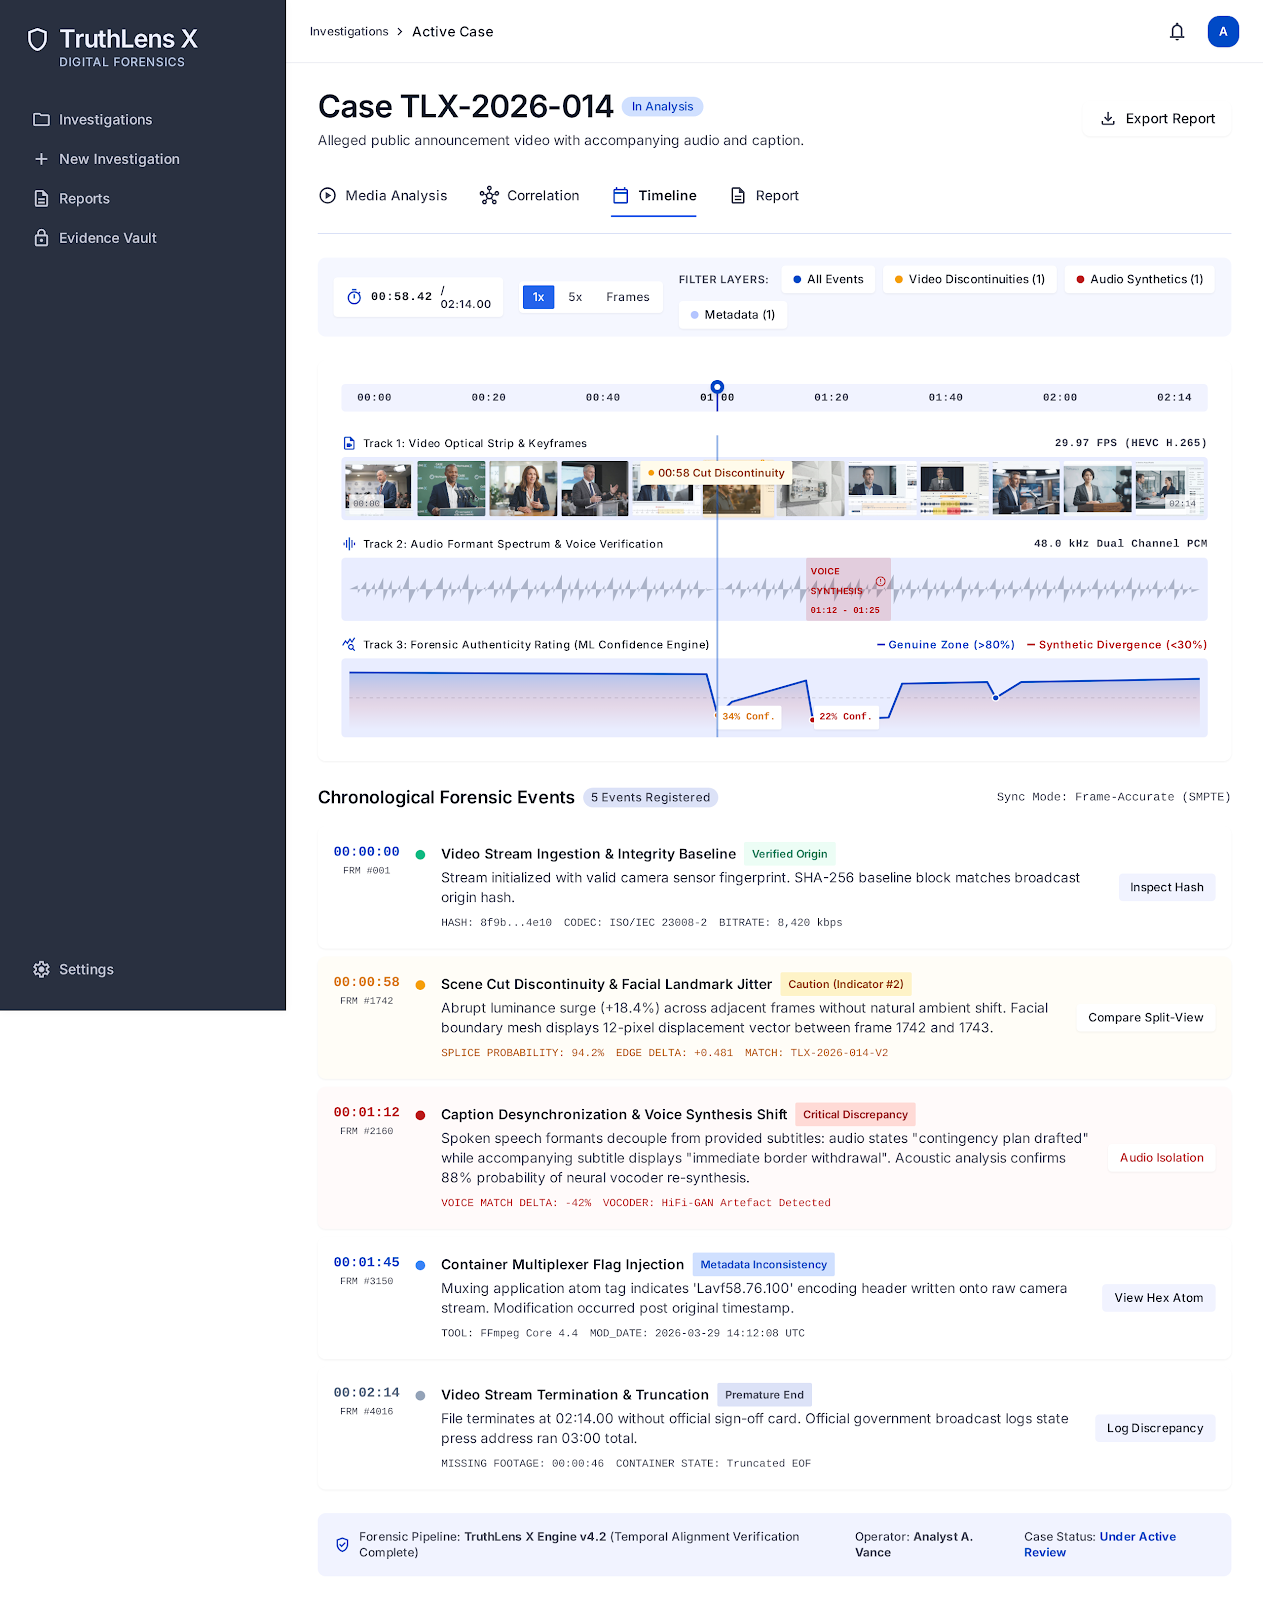 TruthLens X
DIGITAL FORENSICS
Investigations
New Investigation
Reports
Evidence Vault
Settings
Investigations > Active Case
A
Case TLX-2026-014 In Analysis
Alleged public announcement video with accompanying audio and caption.
Export Report
Media Analysis Correlation Timeline Report
00:58.42 / 02:14.00
1x 5x Frames
FILTER LAYERS: All Events Video Discontinuities (1) Audio Synthetics (1)
Metadata (1)
00:00 00:20 00:40 01:00 01:20 01:40 02:00 02:14
Track 1: Video Optical Strip & Keyframes 29.97 FPS (HEVC H.265)
00:58 Cut Discontinuity
00:00 02:14
Track 2: Audio Formant Spectrum & Voice Verification 48.0 kHz Dual Channel PCM
VOICE
SYNTHESIS
01:12 - 01:25
Track 3: Forensic Authenticity Rating (ML Confidence Engine) Genuine Zone (>80%) Synthetic Divergence (<30%)
34% Conf. 22% Conf.
Chronological Forensic Events 5 Events Registered Sync Mode: Frame-Accurate (SMPTE)
00:00:00
FRM #001
Video Stream Ingestion & Integrity Baseline Verified Origin
Stream initialized with valid camera sensor fingerprint. SHA-256 baseline block matches broadcast
origin hash.
HASH: 8f9b...4e10 CODEC: ISO/IEC 23008-2 BITRATE: 8,420 kbps
Inspect Hash
00:00:58
FRM #1742
Scene Cut Discontinuity & Facial Landmark Jitter Caution (Indicator #2)
Abrupt luminance surge (+18.4%) across adjacent frames without natural ambient shift. Facial
boundary mesh displays 12-pixel displacement vector between frame 1742 and 1743.
SPLICE PROBABILITY: 94.2% EDGE DELTA: +0.481 MATCH: TLX-2026-014-V2
Compare Split-View
00:01:12
FRM #2160
Caption Desynchronization & Voice Synthesis Shift Critical Discrepancy
Spoken speech formants decouple from provided subtitles: audio states "contingency plan drafted"
while accompanying subtitle displays "immediate border withdrawal". Acoustic analysis confirms
88% probability of neural vocoder re-synthesis.
VOICE MATCH DELTA: -42% VOCODER: HiFi-GAN Artefact Detected
Audio Isolation
00:01:45
FRM #3150
Container Multiplexer Flag Injection Metadata Inconsistency
Muxing application atom tag indicates 'Lavf58.76.100' encoding header written onto raw camera
stream. Modification occurred post original timestamp.
TOOL: FFmpeg Core 4.4 MOD_DATE: 2026-03-29 14:12:08 UTC
View Hex Atom
00:02:14
FRM #4016
Video Stream Termination & Truncation Premature End
File terminates at 02:14.00 without official sign-off card. Official government broadcast logs state
press address ran 03:00 total.
MISSING FOOTAGE: 00:00:46 CONTAINER STATE: Truncated EOF
Log Discrepancy
Forensic Pipeline: TruthLens X Engine v4.2 (Temporal Alignment Verification
Complete)
Operator: Analyst A.
Vance
Case Status: Under Active
Review